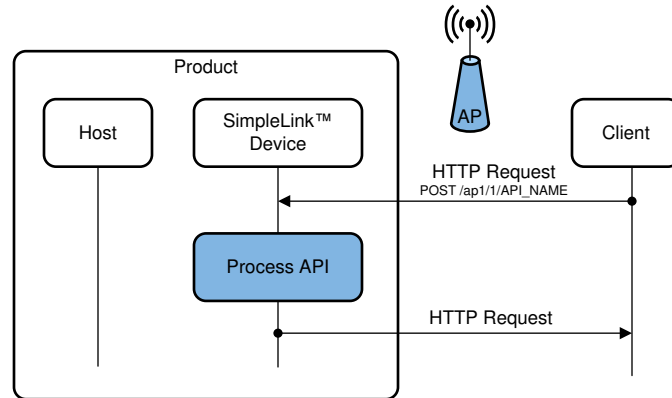 Product
Host
SimpleLink™
Device
AP
Client
HTTP Request
POST /ap1/1/API_NAME
Process API
HTTP Request